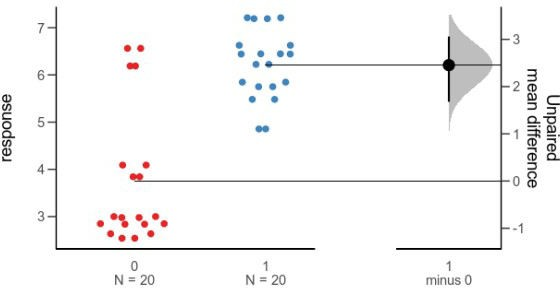 response
7
6
5
4
3
0
N = 20
1
N = 20
1
minus 0
3
2
1
0
-1
Unpaired
mean difference